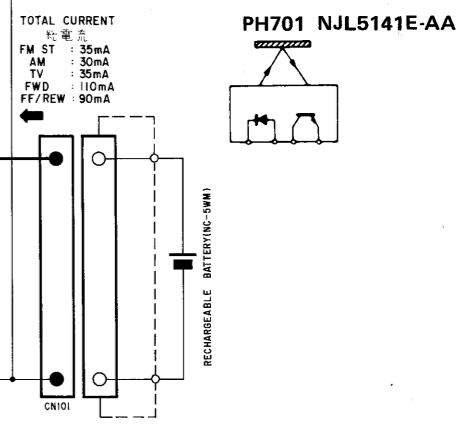 TOTAL CURRENT
総電流
FM ST : 35mA
AM : 30mA
TV : 35mA
FWD : 110mA
FF/REW : 90mA
PH701 NJL5141E-AA
RECHARGEABLE BATTERY(NC-5WM)
CN101